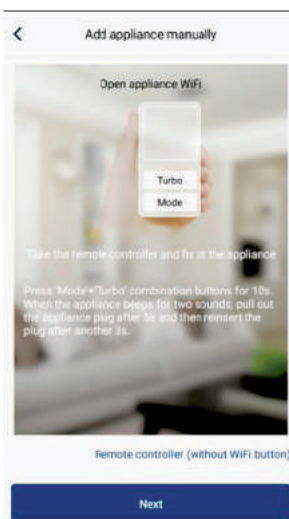 Add appliance manually
Open appliance WiFi
Turbo
Mode
Take the remote controller and fix at the appliance
Press 'Mode'+'Turbo' combination buttons for 10s.
When the appliance beeps for two sounds, pull out
the appliance plug after 5s and then reinsert the
plug after another 3s.
Remote controller (without WiFi button)
Next